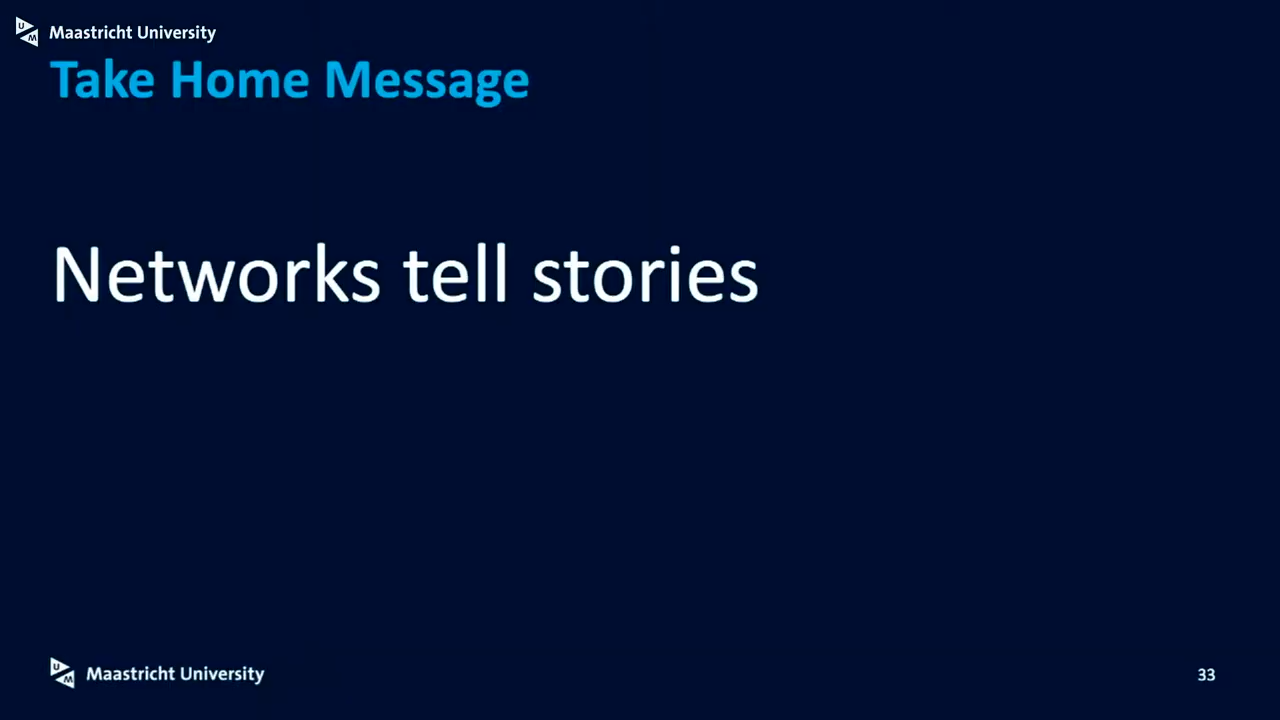 Maastricht University
Take Home Message
Networks tell stories
Maastricht University
33